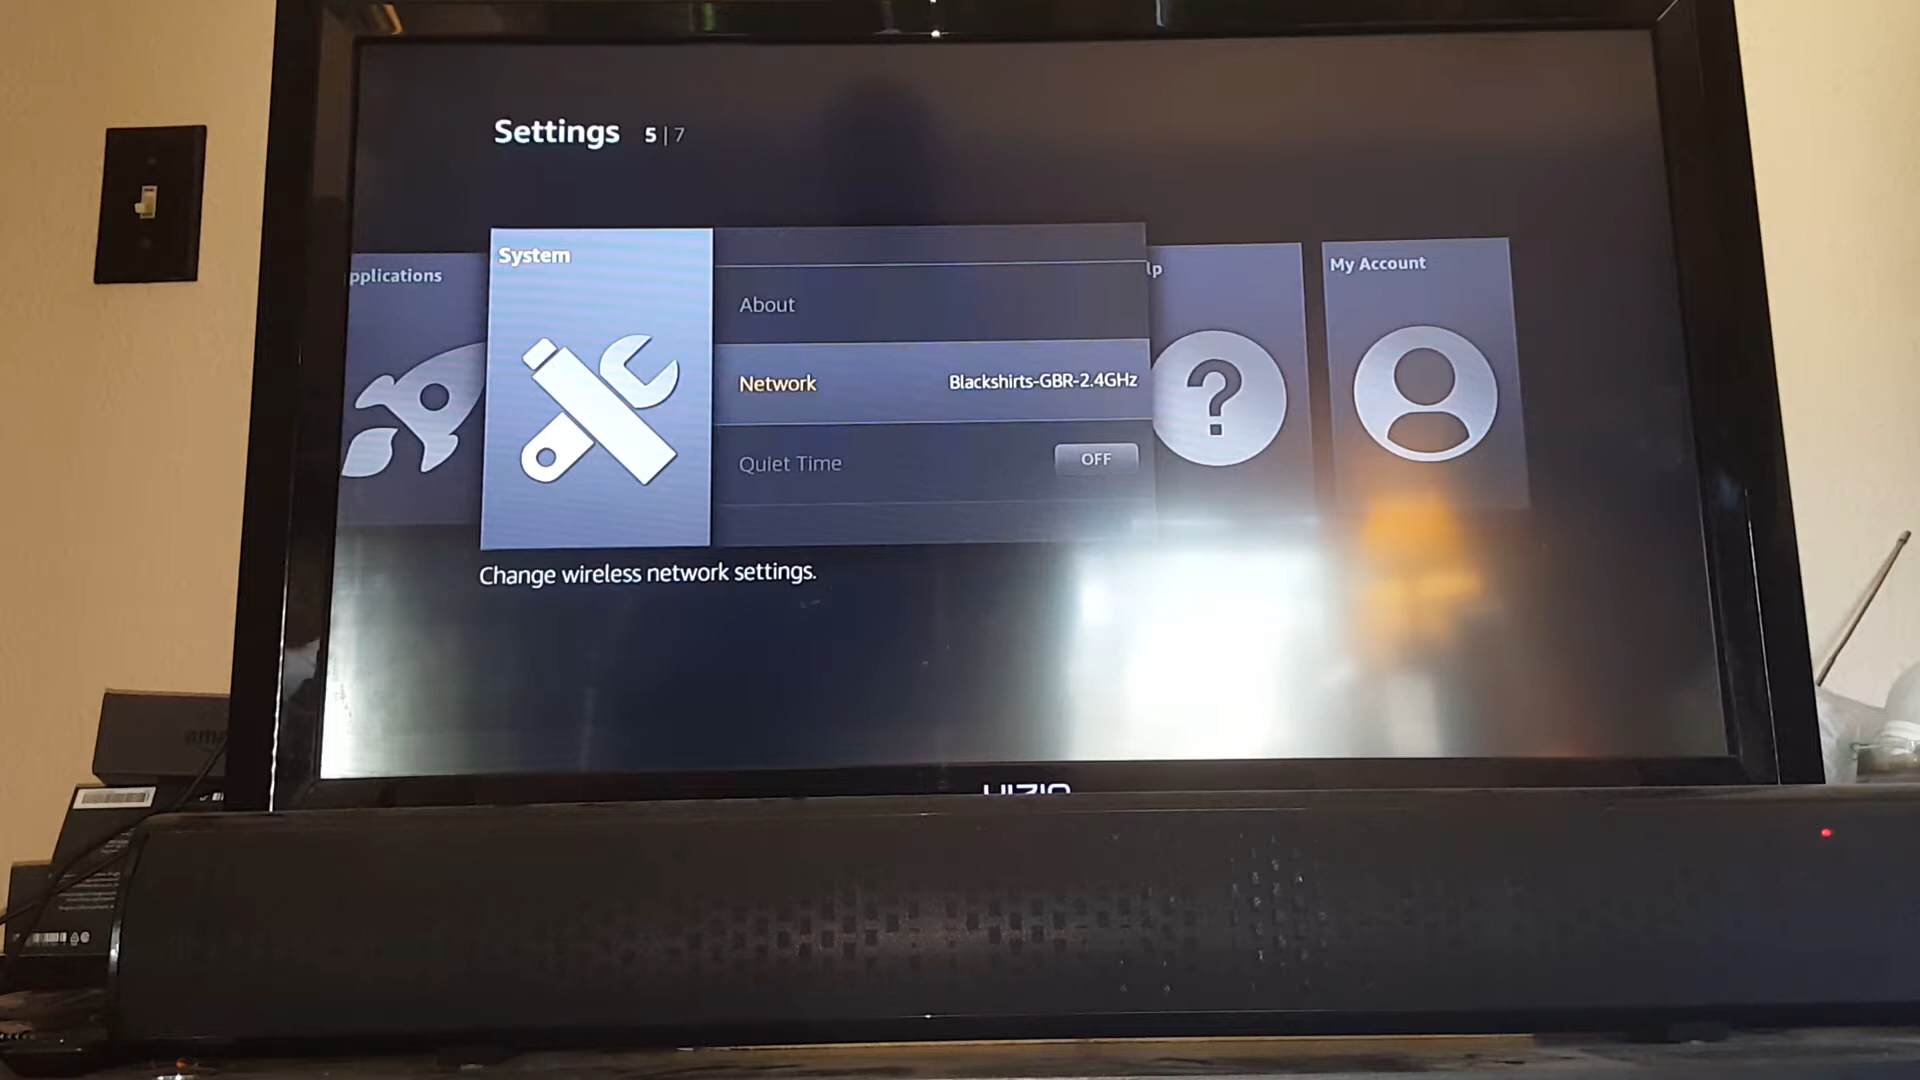 Settings 5|7
pplications
System
About
Network Blackshirts-GBR-2.4GHz
Quiet Time OFF
lp
My Account
Change wireless network settings.
VIZIO